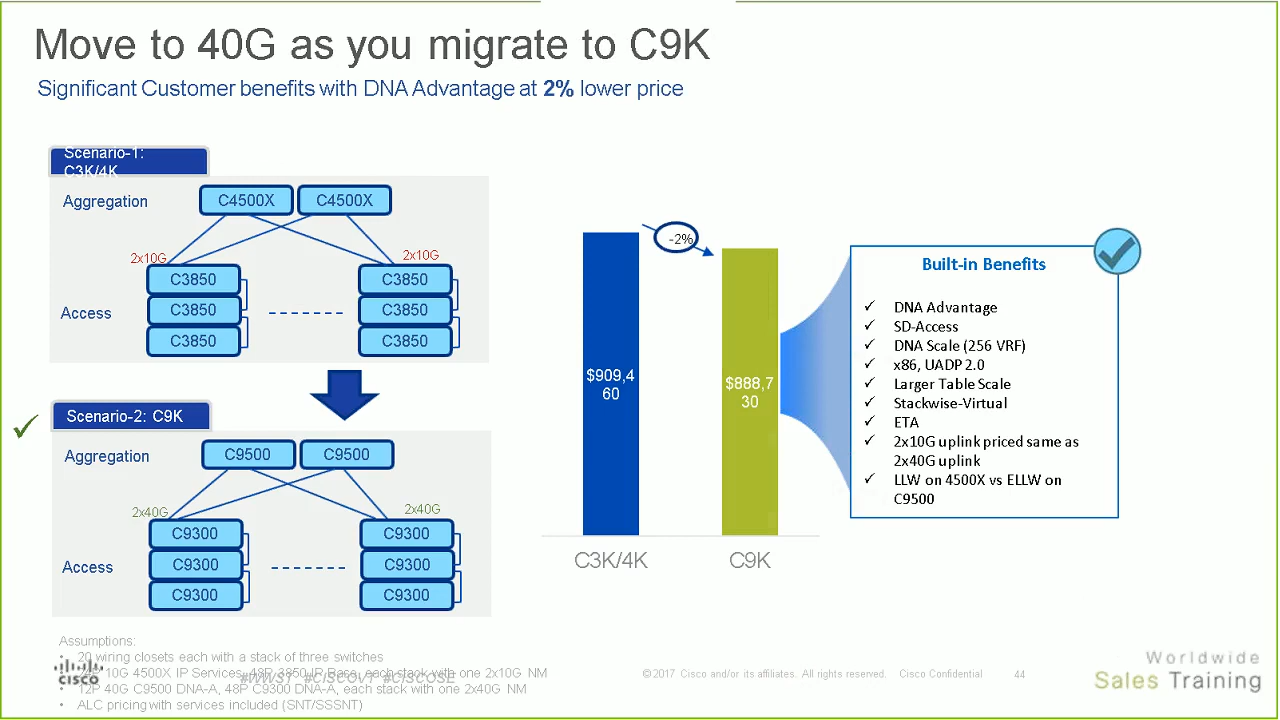 Move to 40G as you migrate to C9K
Significant Customer benefits with DNA Advantage at 2% lower price
Scenario-1:
C3K/4K
Aggregation
C4500X
C4500X
2x10G
2x10G
C3850
C3850
Access
C3850
C3850
C3850
C3850
Scenario-2: C9K
Aggregation
C9500
C9500
2x40G
2x40G
C9300
C9300
Access
C9300
C9300
C9300
C9300
-2%
$909,4
60
$888,7
30
C3K/4K
C9K
Built-in Benefits
✓ DNA Advantage
✓ SD-Access
✓ DNA Scale (256 VRF)
✓ x86, UADP 2.0
✓ Larger Table Scale
✓ Stackwise-Virtual
✓ ETA
✓ 2x10G uplink priced same as
2x40G uplink
✓ LLW on 4500X vs ELLW on
C9500
Assumptions:
• 20 wiring closets each with a stack of three switches
10G 4500X IP Services, 48P 3850 IP Base, each stack with one 2x10G NM
• 12P 40G C9500 DNA-A, 48P C9300 DNA-A, each stack with one 2x40G NM
• ALC pricing with services included (SNT/SSSNT)
CISCO
#CISCOSE
© 2017 Cisco and/or its affiliates. All rights reserved. Cisco Confidential
44
Worldwide
Sales Training